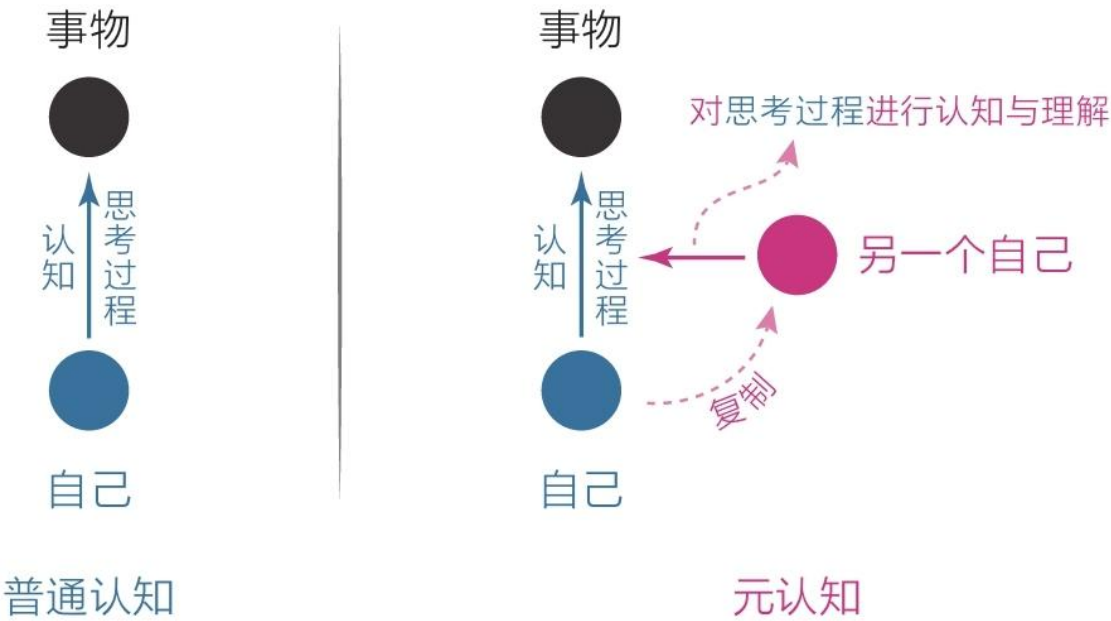 事物
认知
思考过程
自己
普通认知
事物
对思考过程进行认知与理解
认知
思考过程
另一个自己
复制
自己
元认知